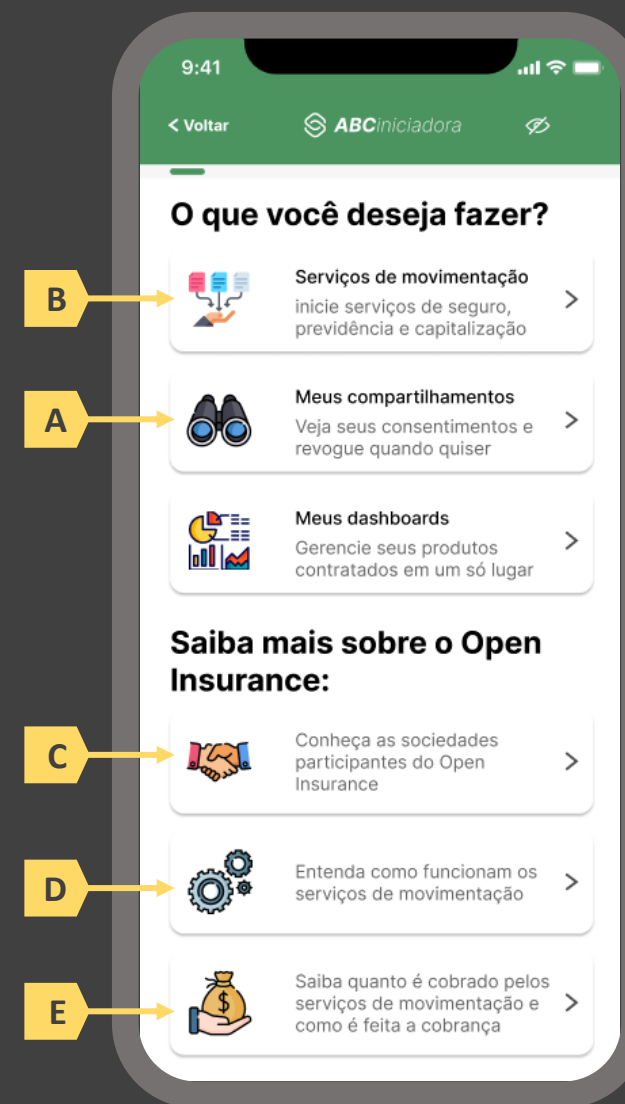 9:41
< Voltar
ABCiniciadora
O que você deseja fazer?
B
Serviços de movimentação
inicie serviços de seguro,
previdência e capitalização
A
Meus compartilhamentos
Veja seus consentimentos e
revogue quando quiser
Meus dashboards
Gerencie seus produtos
contratados em um só lugar
Saiba mais sobre o Open
Insurance:
C
Conheça as sociedades
participantes do Open
Insurance
D
Entenda como funcionam os
serviços de movimentação
E
$
Saiba quanto é cobrado pelos
serviços de movimentação e
como é feita a cobrança